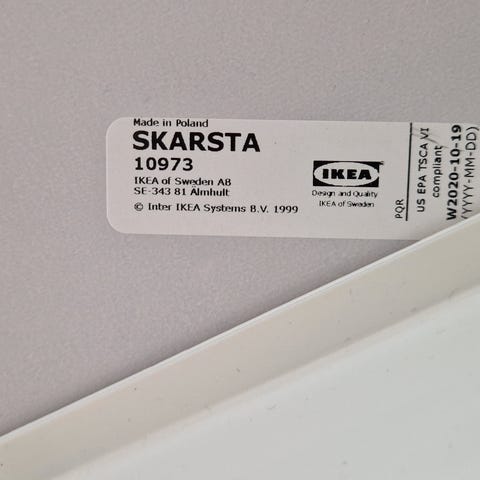 Made in Poland
SKARSTA
10973
IKEA of Sweden AB
SE-343 81 Älmhult
© Inter IKEA Systems B.V. 1999
IKEA
Design and Quality
IKEA of Sweden
PQR
US EPA TSCA VI
compliant
W2020-10-19
(YYYY-MM-DD)